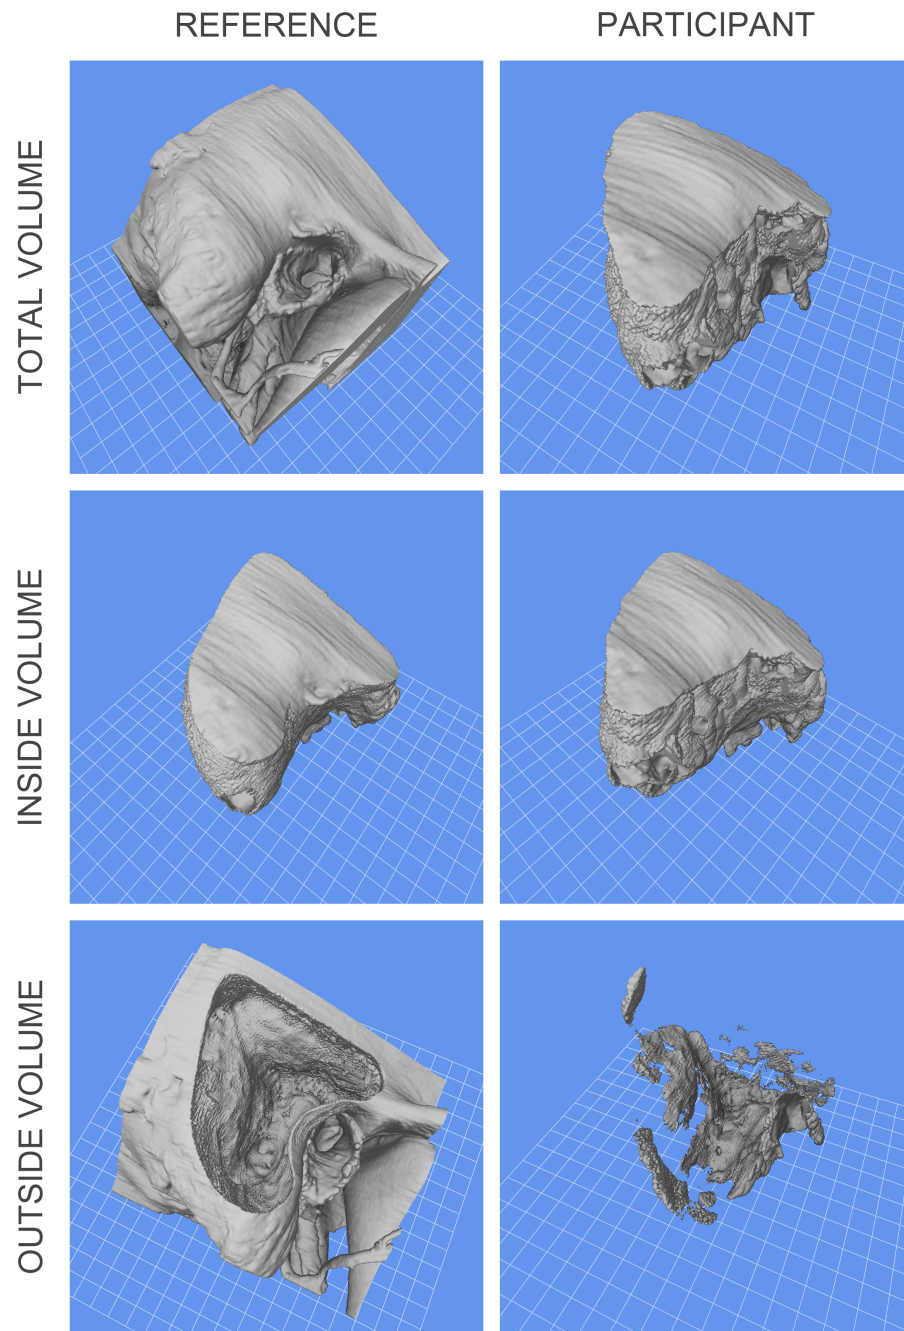 REFERENCE
PARTICIPANT
TOTAL VOLUME
INSIDE VOLUME
OUTSIDE VOLUME